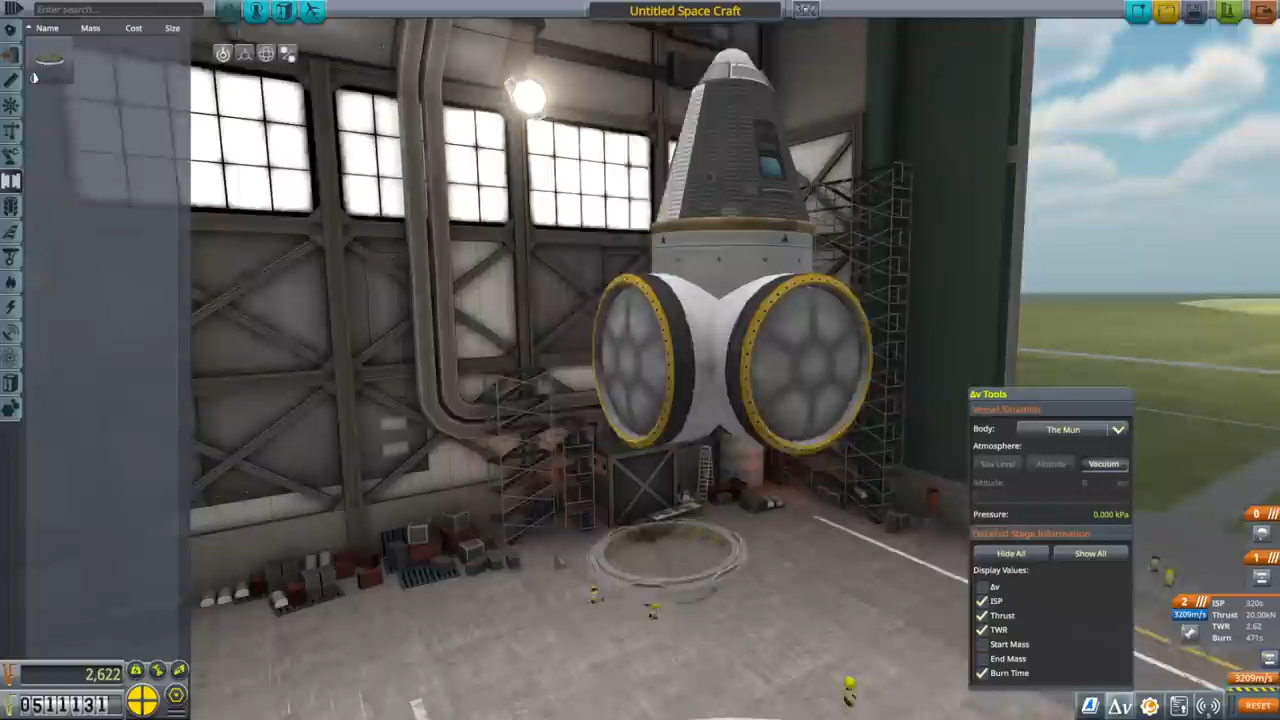 Enter search...
Untitled Space Craft
Name Mass Cost Size
Δv Tools
Vessel Situation
Body: The Mun
Atmosphere:
Sea Level Altitude Vacuum
Altitude: 0
Pressure: 0.000 kPa
Detailed Stage Information
Hide All Show All
Display Values:
Δv
ISP
Thrust
TWR
Start Mass
End Mass
Burn Time
0
1
2 ISP 320s
3209m/s Thrust 20.00kN
TWR 2.62
Burn 471s
3209m/s
2,622
0511131
Δv
RESET